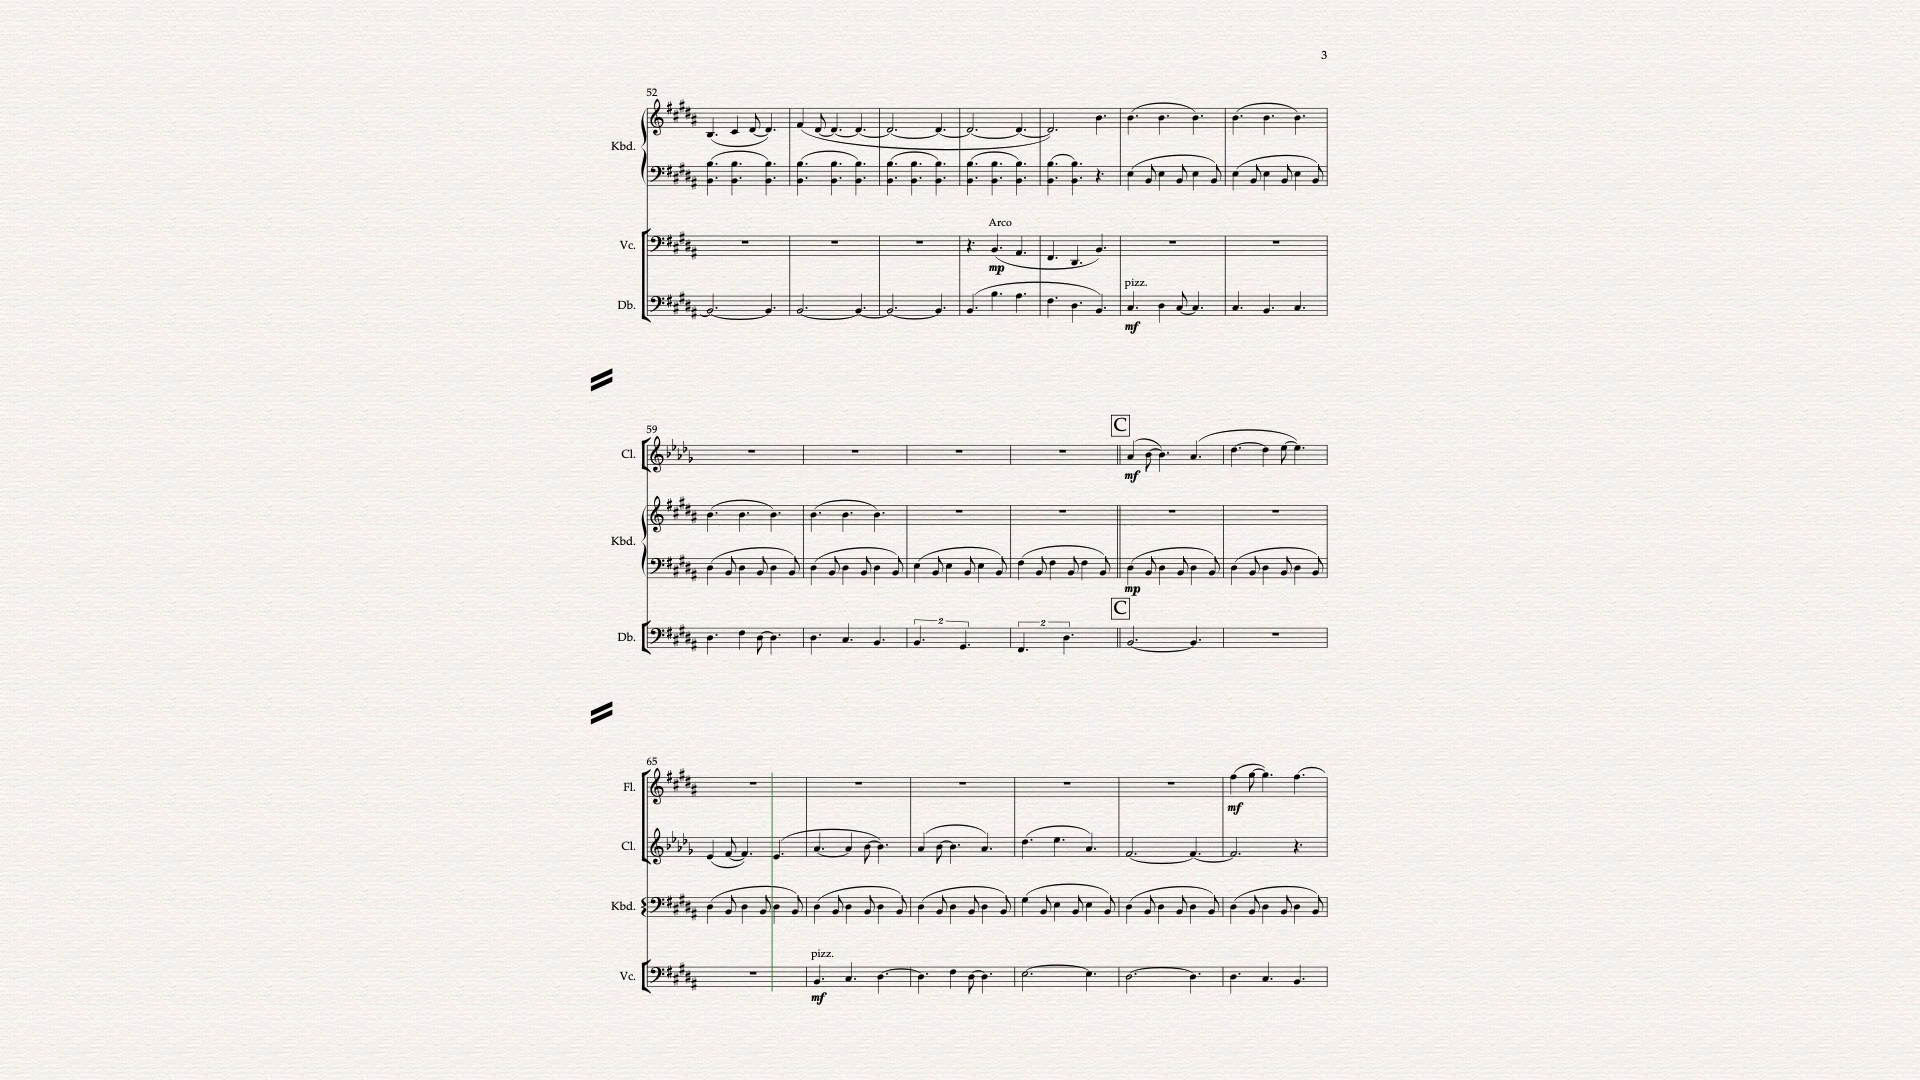 3
52
Kbd.
Arco
Vc.
mp
pizz.
Db.
mf
C
59
Cl.
mf
Kbd.
mp
C
2 2
Db.
65
Fl.
mf
Cl.
Kbd.
pizz.
Vc.
mf